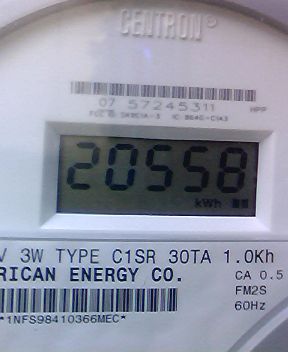 CENTRON®
07 57245311 HPP
20558
kWh
V 3W TYPE C1SR 30TA 1.0Kh
RICAN ENERGY CO. CA 0.5
FM2S
*1NFS98410366MEC* 60Hz